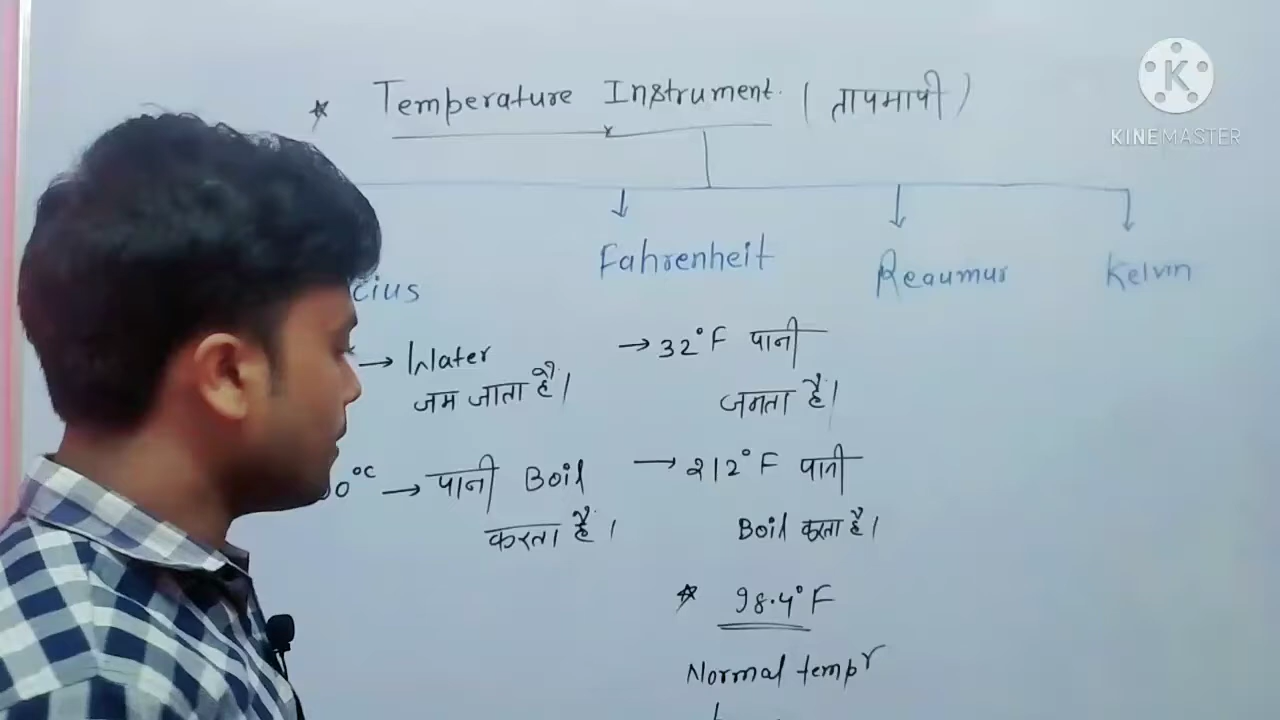 * Temperature Instrument. (तापमापी)
K
KINEMASTER
Fahrenheit
Reaumur
Kelvin
cius
→ Water
जम जाता है।
→ 32°F पानी
जमता है।
0°C → पानी Boil
करता है।
→ 212°F पानी
Boil करता है।
* 98.4°F
Normal tempr